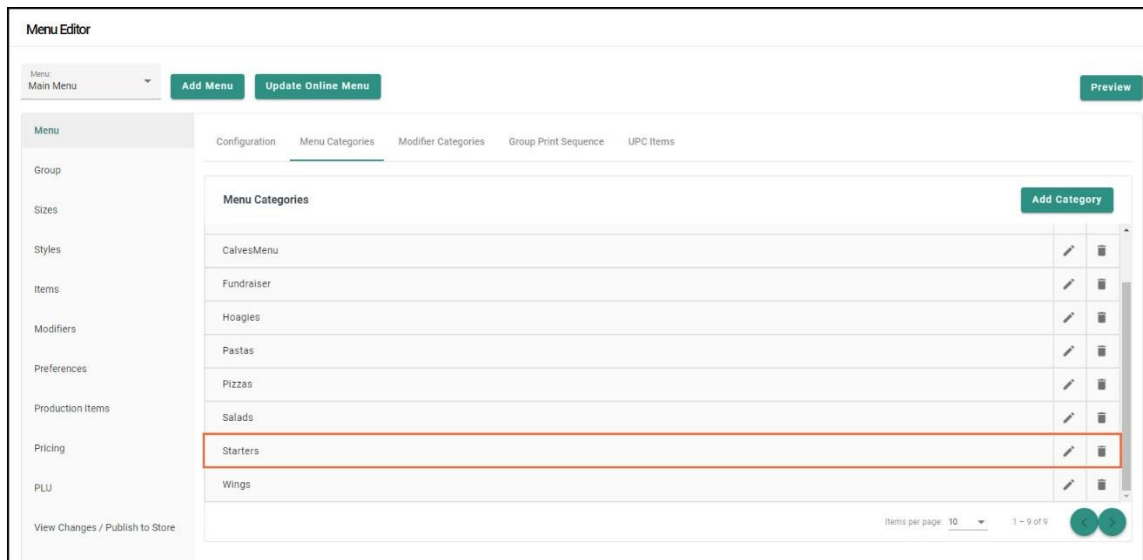 Menu Editor
Menu:
Main Menu
Add Menu
Update Online Menu
Preview
Menu
Group
Sizes
Styles
Items
Modifiers
Preferences
Production Items
Pricing
PLU
View Changes / Publish to Store
Configuration Menu Categories Modifier Categories Group Print Sequence UPC Items
Menu Categories
Add Category
CalvesMenu
Fundraiser
Hoagies
Pastas
Pizzas
Salads
Starters
Wings
Items per page: 10 1 – 9 of 9